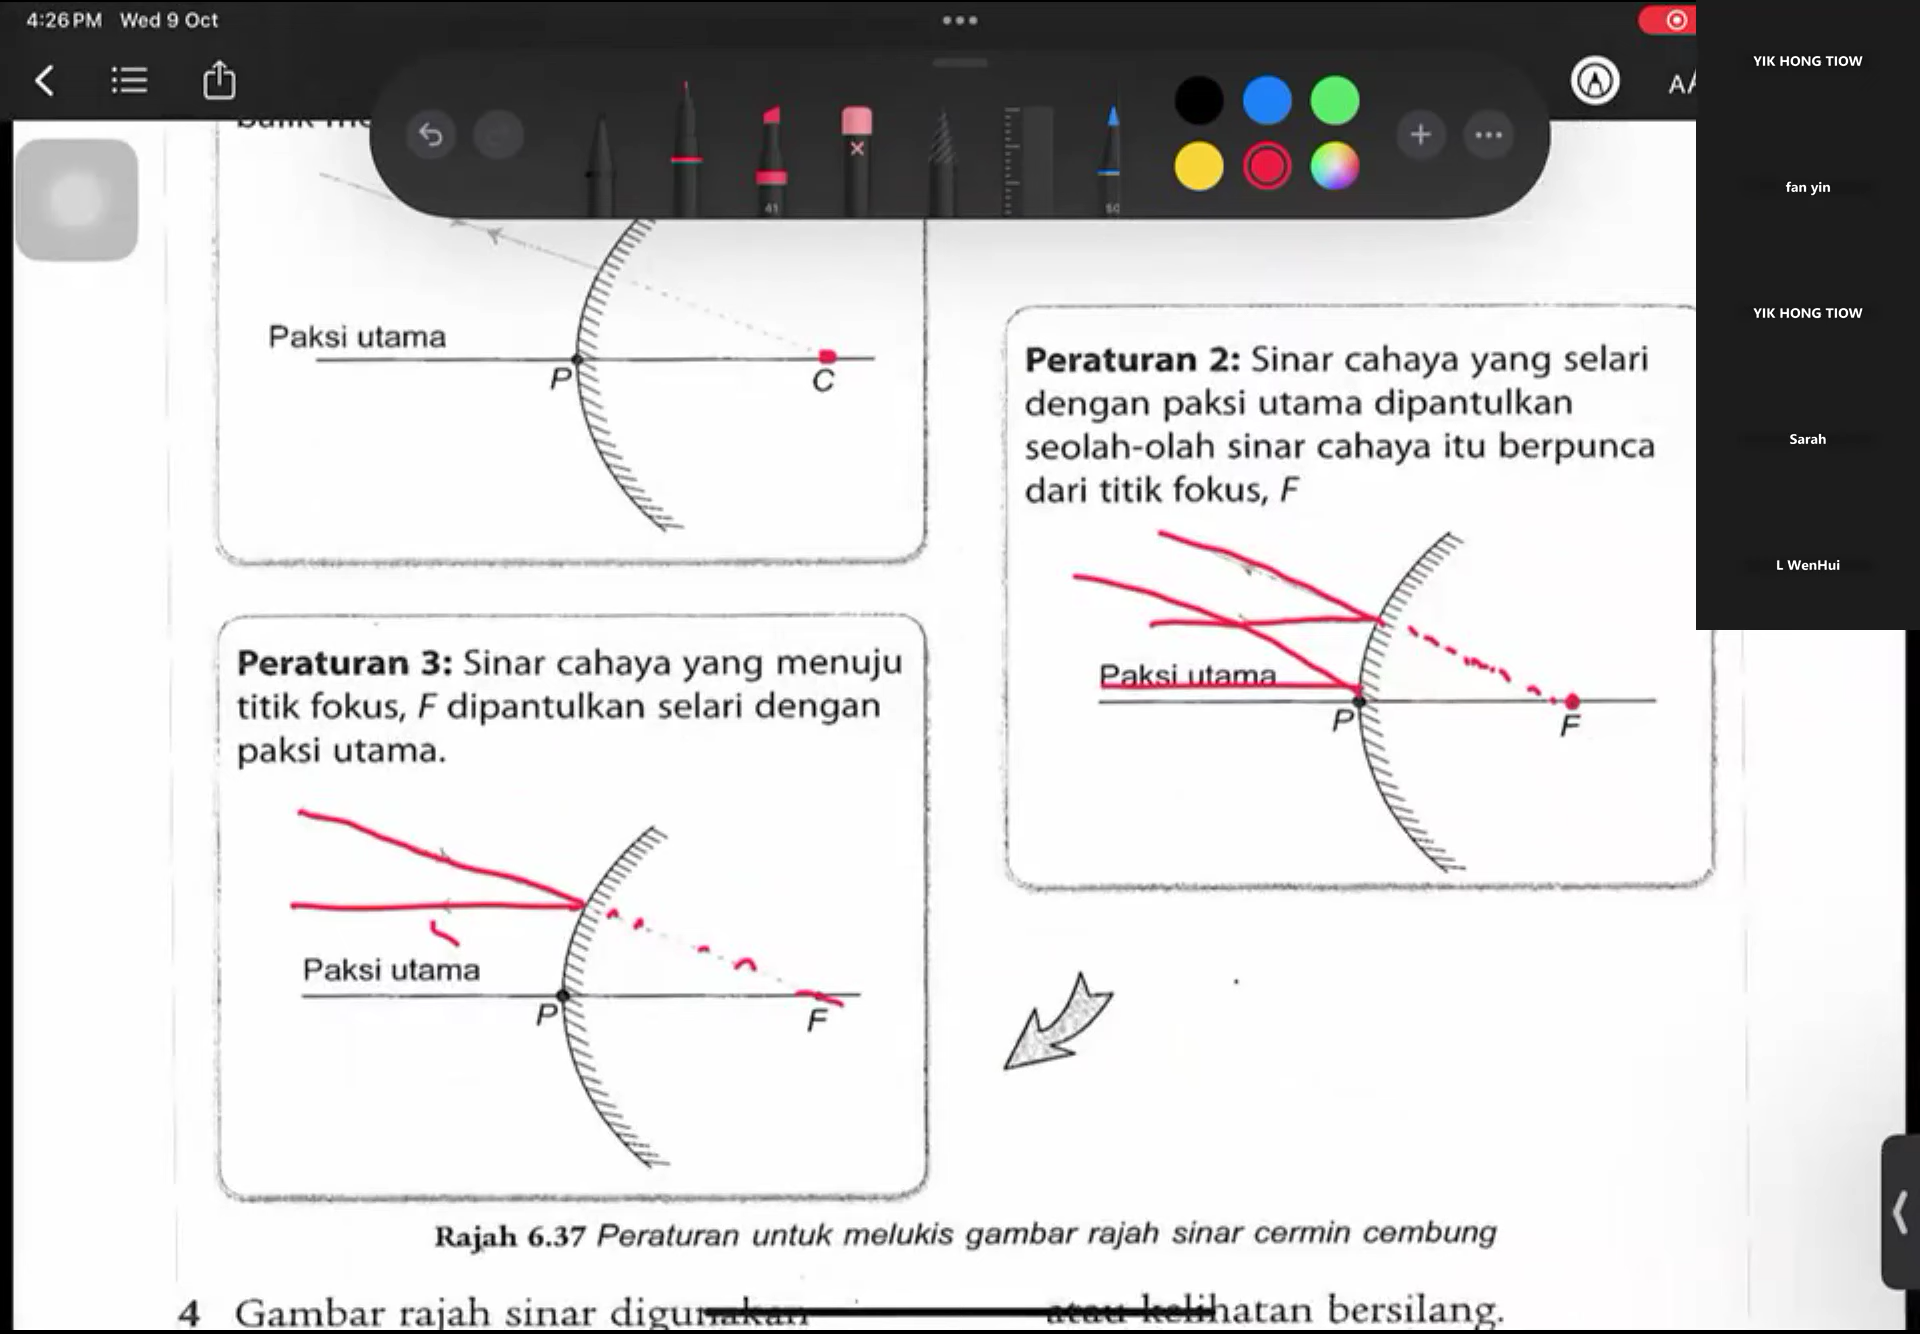 4:26 PM Wed 9 Oct
YIK HONG TIOW
fan yin
YIK HONG TIOW
Sarah
L WenHui
41
50
Paksi utama
P
C
Peraturan 2: Sinar cahaya yang selari
dengan paksi utama dipantulkan
seolah-olah sinar cahaya itu berpunca
dari titik fokus, F
Paksi utama
P
F
Peraturan 3: Sinar cahaya yang menuju
titik fokus, F dipantulkan selari dengan
paksi utama.
Paksi utama
P
F
Rajah 6.37 Peraturan untuk melukis gambar rajah sinar cermin cembung
4 Gambar rajah sinar digunakan atau kelihatan bersilang.